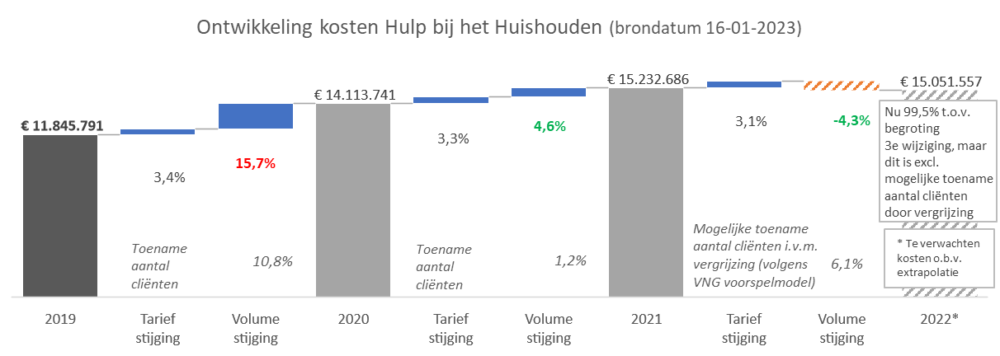 Ontwikkeling kosten Hulp bij het Huishouden (brondatum 16-01-2023)
€ 11.845.791
3,4%
15,7%
€ 14.113.741
3,3%
4,6%
€ 15.232.686
3,1%
-4,3%
€ 15.051.557
Nu 99,5% t.o.v.
begroting
3e wijziging, maar
dit is excl.
mogelijke toename
aantal cliënten
door vergrijzing
Toename
aantal
cliënten
10,8%
Toename
aantal
cliënten
1,2%
Mogelijke toename
aantal cliënten i.v.m.
vergrijzing (volgens
VNG voorspelmodel)
6,1%
* Te verwachten
kosten o.b.v.
extrapolatie
2019
Tarief
stijging
Volume
stijging
2020
Tarief
stijging
Volume
stijging
2021
Tarief
stijging
Volume
stijging
2022*